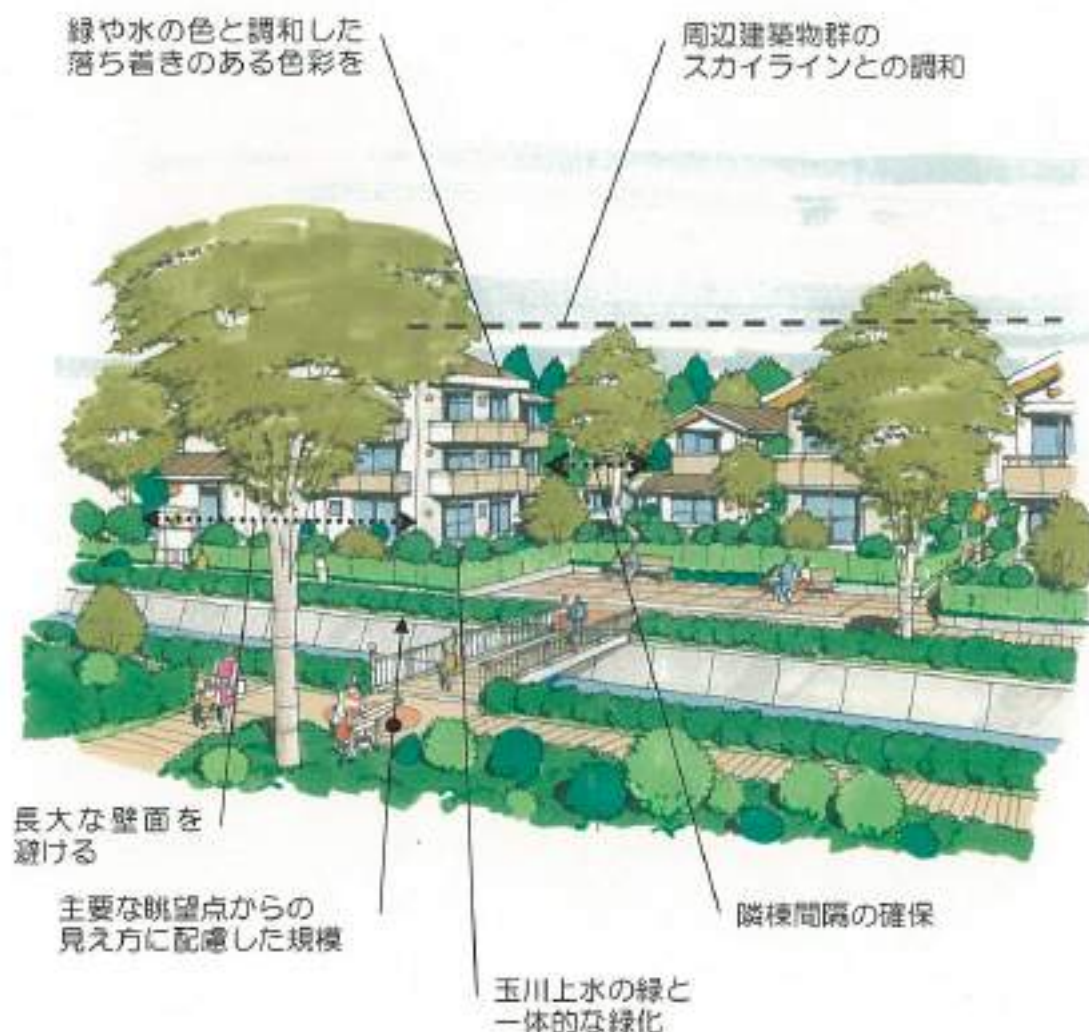 緑や水の色と調和した
落ち着きのある色彩を
周辺建築物群の
スカイラインとの調和
長大な壁面を
避ける
主要な眺望点からの
見え方に配慮した規模
隣棟間隔の確保
玉川上水の緑と
一体的な緑化